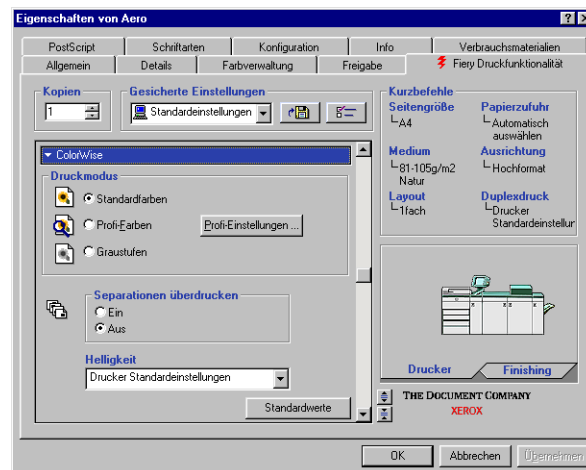 Eigenschaften von Aero
PostScript
Schriftarten
Konfiguration
Info
Verbrauchsmaterialien
Allgemein
Details
Farbverwaltung
Freigabe
Fiery Druckfunktionalität
Kopien
1
Gesicherte Einstellungen
Standardeinstellungen
ColorWise
Druckmodus
Standardfarben
Profi-Farben
Profi-Einstellungen ...
Graustufen
Separationen überdrucken
Ein
Aus
Helligkeit
Drucker Standardeinstellungen
Standardwerte
Kurzbefehle
Seitengröße
A4
Papierzufuhr
Automatisch
auswählen
Medium
81-105g/m2
Natur
Ausrichtung
Hochformat
Layout
1fach
Duplexdruck
Drucker
Standardeinstellur
Drucker
Finishing
THE DOCUMENT COMPANY
XEROX
OK
Abbrechen
Übernehmen